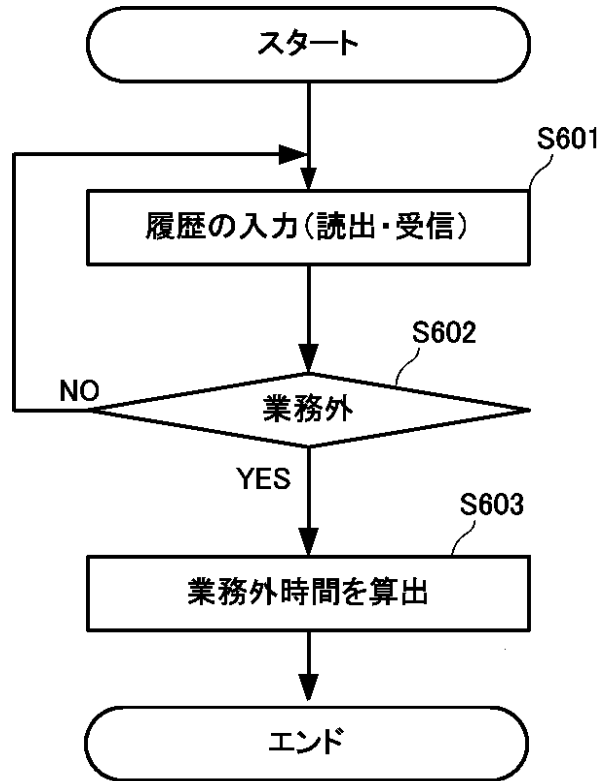 スタート
S601
履歴の入力(読出・受信)
S602
業務外
NO
YES
S603
業務外時間を算出
エンド